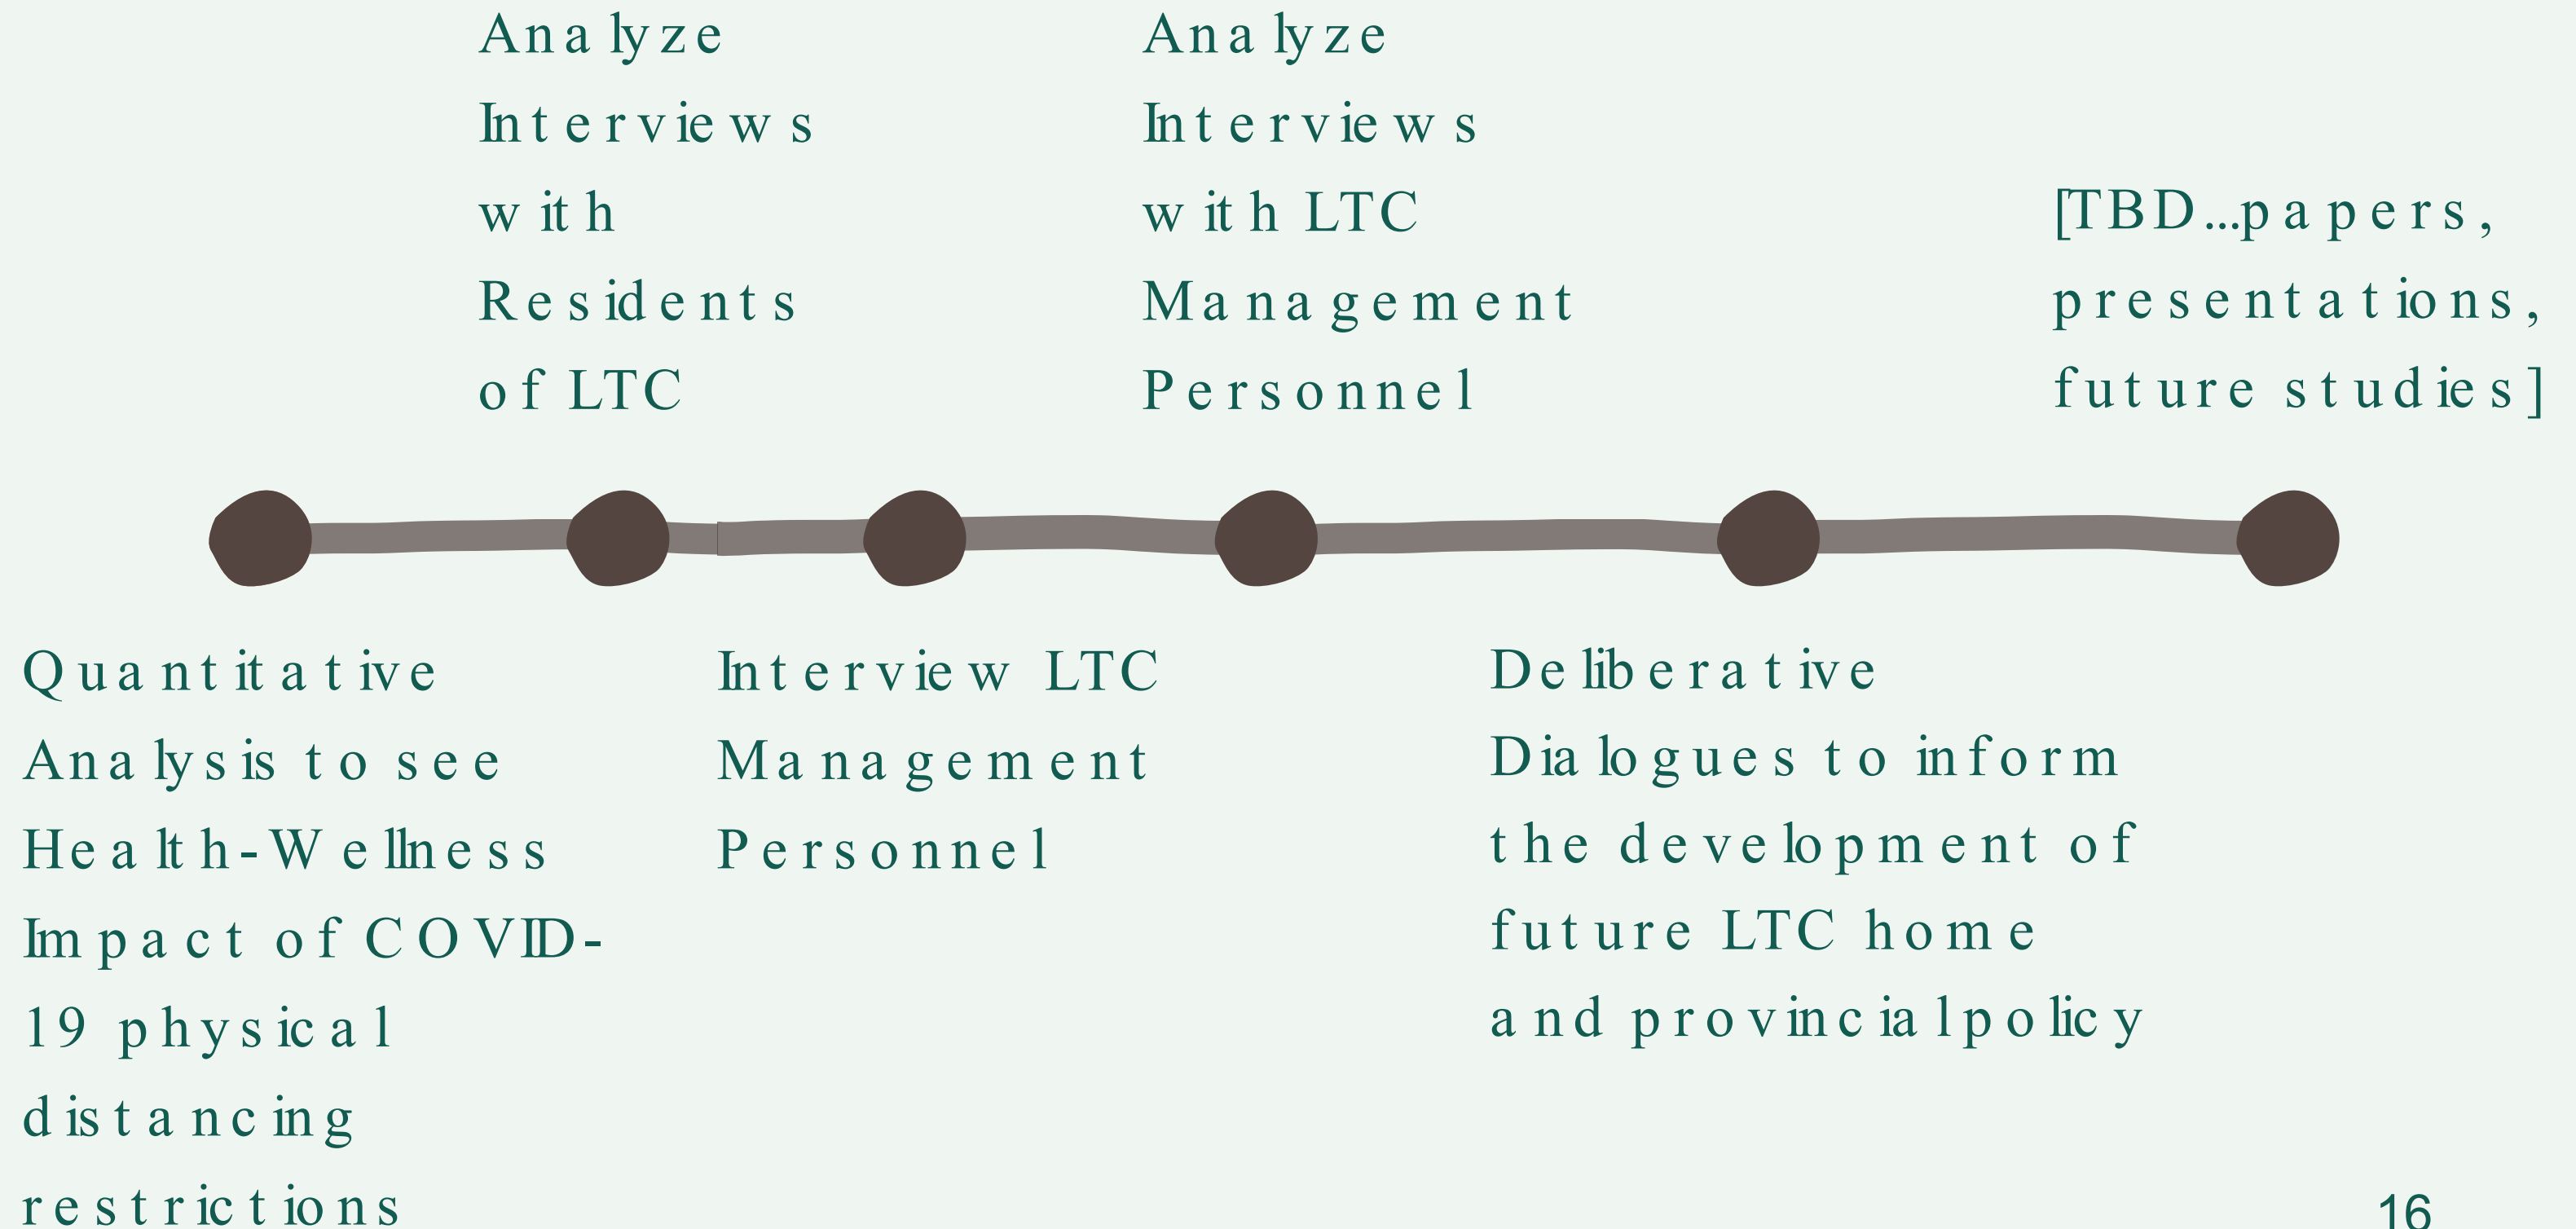 Analyze
Interviews
with
Residents
of LTC
Analyze
Interviews
with LTC
Management
Personnel
[TBD...papers,
presentations,
future studies]
Quantitative
Analysis to see
Health-Wellness
Impact of COVID-
19 physical
distancing
restrictions
Interview LTC
Management
Personnel
Deliberative
Dialogues to inform
the development of
future LTC home
and provincial policy
16